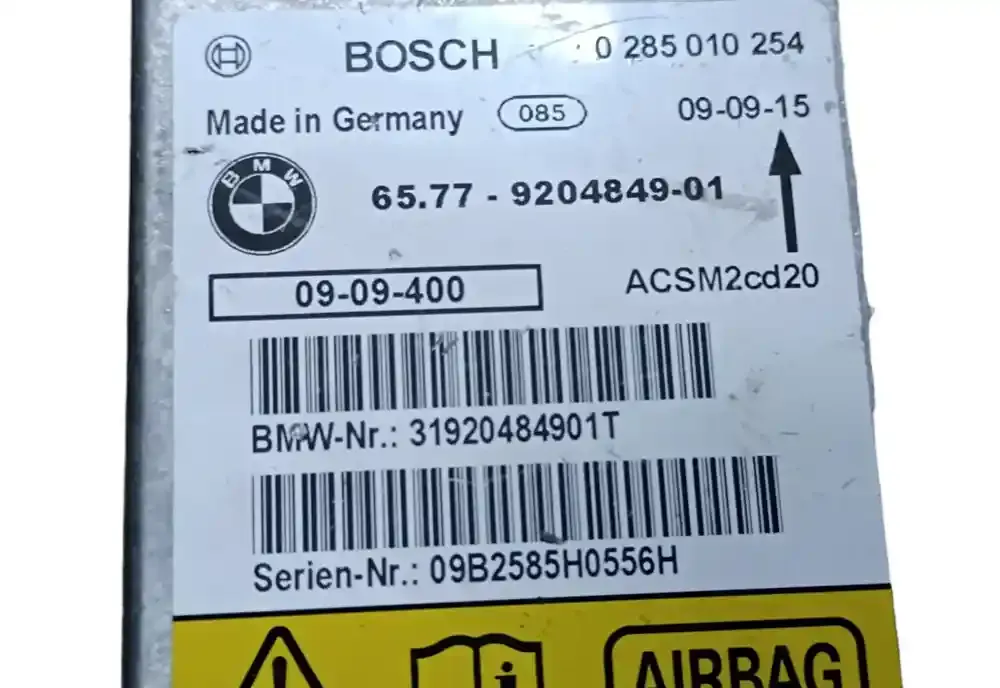 BOSCH 0 285 010 254
Made in Germany 085 09-09-15
BMW 65.77 - 9204849-01
09-09-400 ACSM2cd20
BMW-Nr.: 31920484901T
Serien-Nr.: 09B2585H0556H
AIRBAG